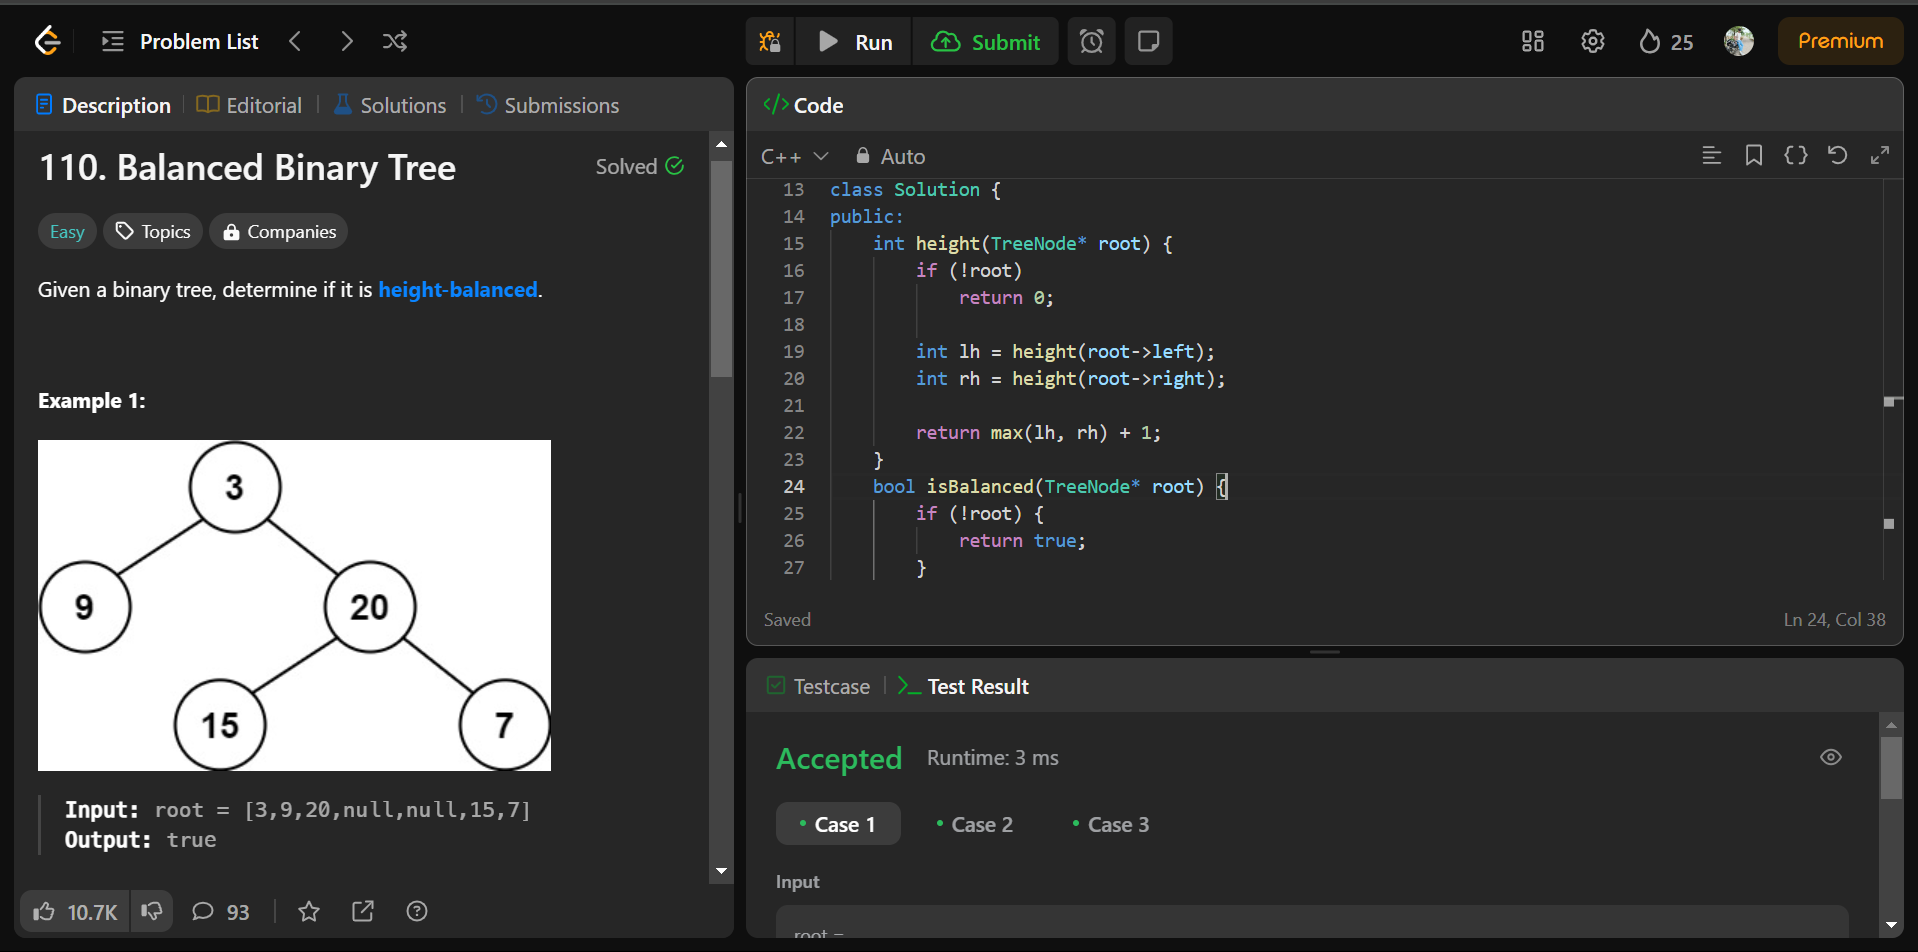 Problem List
Run
Submit
25
Premium
Description
Editorial
Solutions
Submissions
110. Balanced Binary Tree
Solved
Easy
Topics
Companies
Given a binary tree, determine if it is height-balanced.
Example 1:
3
9
20
15
7
Input: root = [3,9,20,null,null,15,7]
Output: true
10.7K
93
</> Code
C++
Auto
13 class Solution {
14 public:
15 int height(TreeNode* root) {
16 if (!root)
17 return 0;
18
19 int lh = height(root->left);
20 int rh = height(root->right);
21
22 return max(lh, rh) + 1;
23 }
24 bool isBalanced(TreeNode* root) {
25 if (!root) {
26 return true;
27 }
Saved
Ln 24, Col 38
Testcase
Test Result
Accepted
Runtime: 3 ms
Case 1
Case 2
Case 3
Input
root =